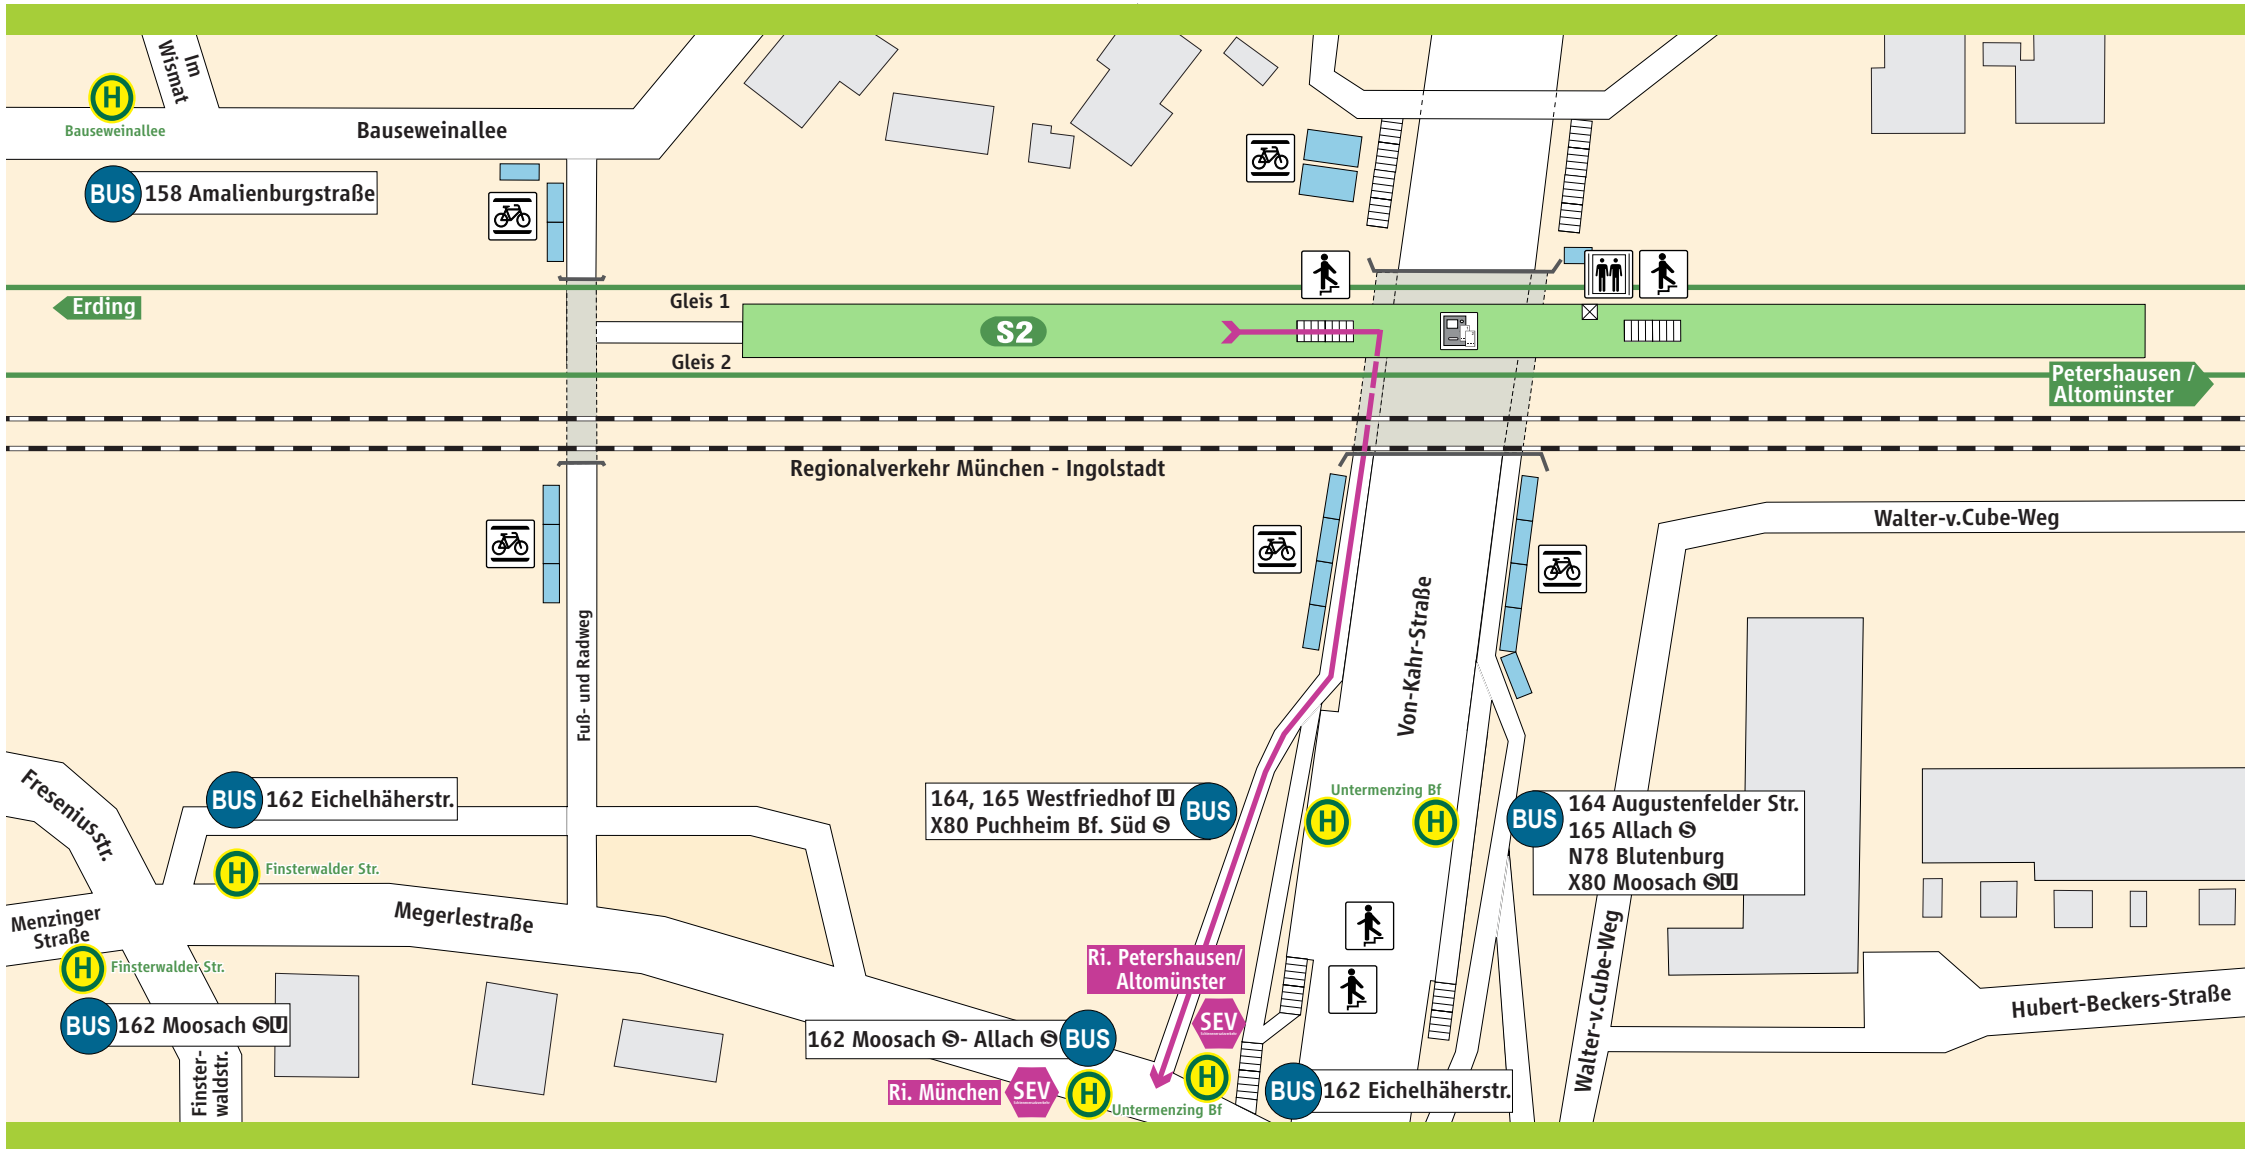 Im
Wismat
H
Bauseweinallee
Bauseweinallee
BUS 158 Amalienburgstraße
Erding
Gleis 1
S2
Gleis 2
Petershausen /
Altomünster
Regionalverkehr München - Ingolstadt
Walter-v.Cube-Weg
Fuß- und Radweg
Von-Kahr-Straße
Freseniusstr.
BUS 162 Eichelhäherstr.
H Finsterwalder Str.
Menzinger
Straße
Megerlestraße
H Finsterwalder Str.
BUS 162 Moosach S U
Finster-
waldstr.
164, 165 Westfriedhof U
X80 Puchheim Bf. Süd S
BUS
Untermenzing Bf
H H
BUS
164 Augustenfelder Str.
165 Allach S
N78 Blutenburg
X80 Moosach S U
Ri. Petershausen/
Altomünster
SEV
162 Moosach S - Allach S BUS
Ri. München SEV
H H
Untermenzing Bf
BUS 162 Eichelhäherstr.
Walter-v.Cube-Weg
Hubert-Beckers-Straße